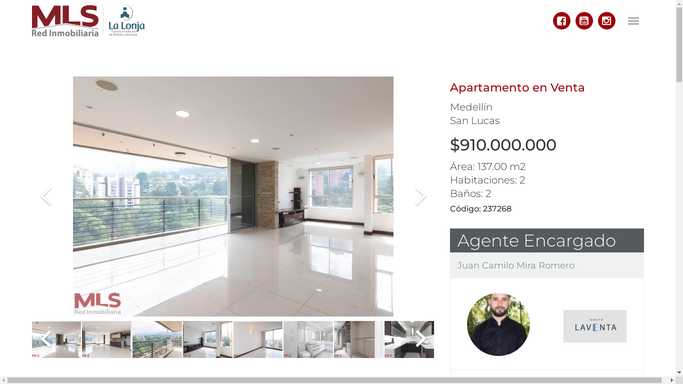 MLS
Red Inmobiliaria
La Lonja
Apartamento en Venta
Medellín
San Lucas
$910.000.000
Área: 137.00 m2
Habitaciones: 2
Baños: 2
Código: 237268
MLS
Red Inmobiliaria
Agente Encargado
Juan Camilo Mira Romero
LAVENTA